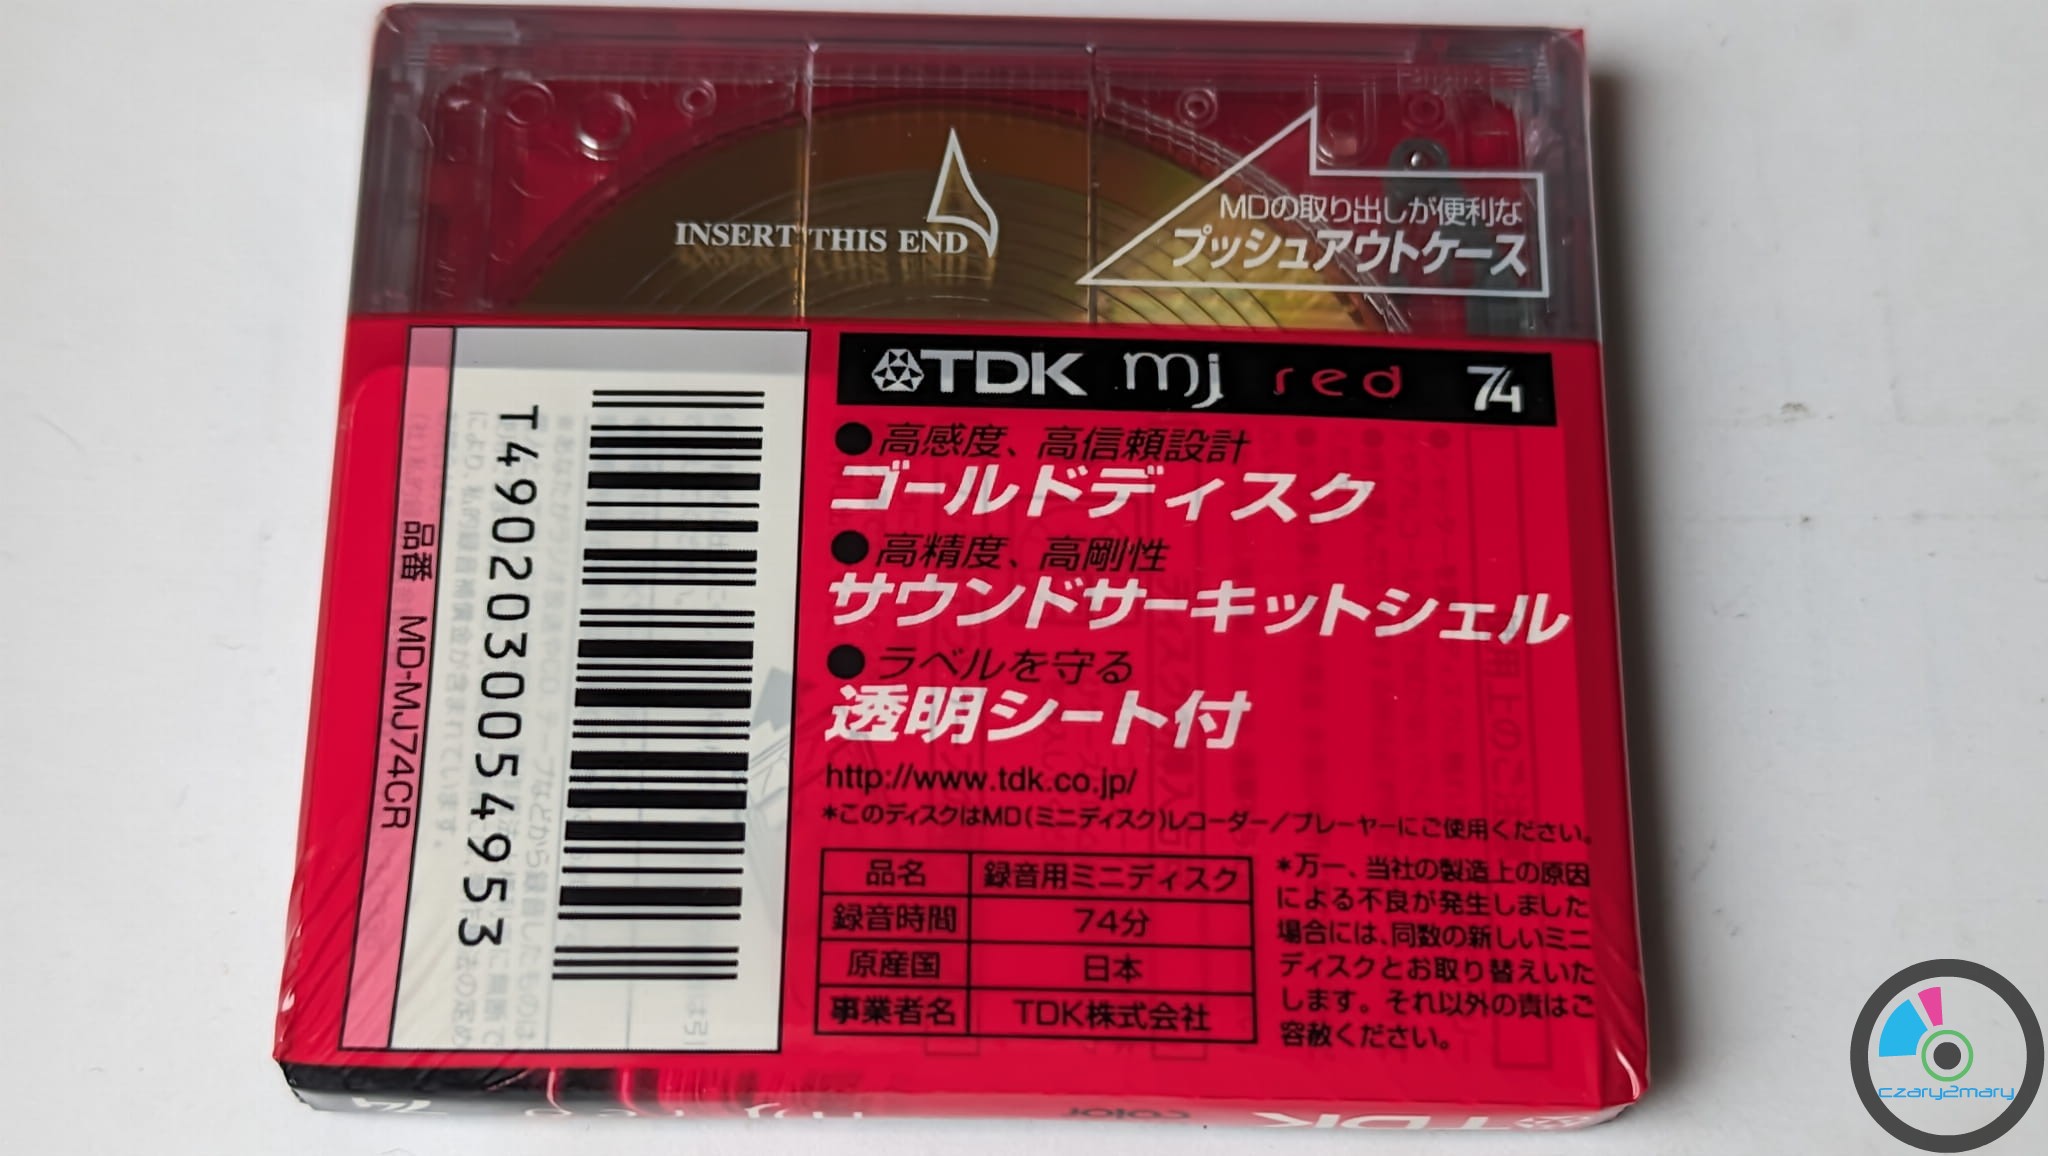 INSERT THIS END
MDの取り出しが便利な
プッシュアウトケース
TDK mj red 74
●高感度、高信頼設計
ゴールドディスク
●高精度、高剛性
サウンドサーキットシェル
●ラベルを守る
透明シート付
http://www.tdk.co.jp/
*このディスクはMD(ミニディスク)レコーダー/プレーヤーにご使用ください。
品名 録音用ミニディスク
録音時間 74分
原産国 日本
事業者名 TDK株式会社
*万一、当社の製造上の原因
による不良が発生しました
場合には、同数の新しいミニ
ディスクとお取り替えいた
します。それ以外の責はご
容赦ください。
T4902030054953
品番 MD-MJ74CR
TDK
color
czary2mary